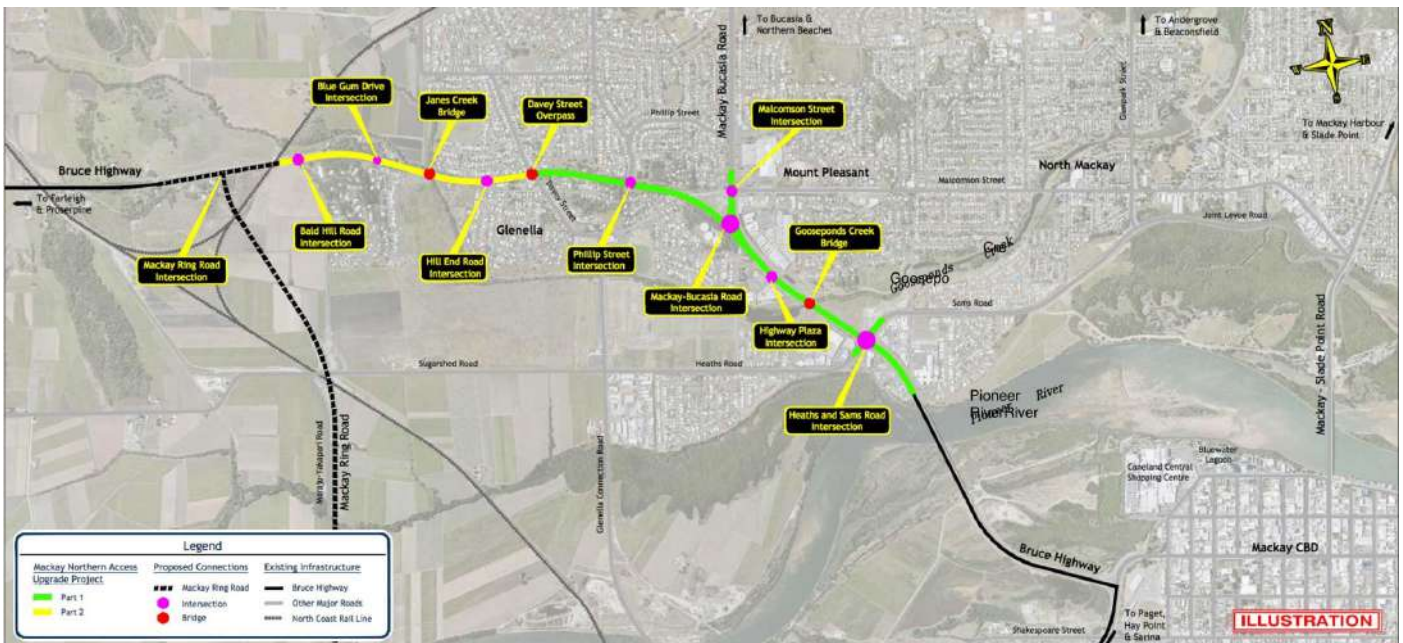 To Bucasia &
Northern Beaches
Mackay Bucasia Road
To Andergrove
& Beaconsfield
Glenpark Street
To Mackay Harbour
& Slade Point
Blue Gum Drive
Intersection
Janes Creek
Bridge
Davey Street
Overpass
Phillip Street
Malcomson Street
Intersection
Bruce Highway
Mount Pleasant
North Mackay
Malcomson Street
To Farleigh
& Proserpine
Davey Street
Joint Levee Road
Bald Hill Road
Intersection
Glenella
Gooseponds Creek
Bridge
Mackay Ring Road
Intersection
Hill End Road
Intersection
Phillip Street
Intersection
Gooseponds Creek
Goosepo
Mackay-Bucasia Road
Intersection
Sams Road
Highway Plaza
Intersection
Sugarshed Road
Heaths Road
Mackay - Slade Point Road
Pioneer River
Pioneer
River
River
Heaths and Sams Road
Intersection
Mackay Ring Road
Glenella Connection Road
Bluewater
Lagoon
Caneland Central
Shopping Centre
Bruce Highway
Mackay CBD
To Paget,
Hay Point
& Sarina
Shakespeare Street
ILLUSTRATION
Legend
Mackay Northern Access
Upgrade Project
Part 1
Part 2
Proposed Connections
Mackay Ring Road
Intersection
Bridge
Existing Infrastructure
Bruce Highway
Other Major Roads
North Coast Rail Line